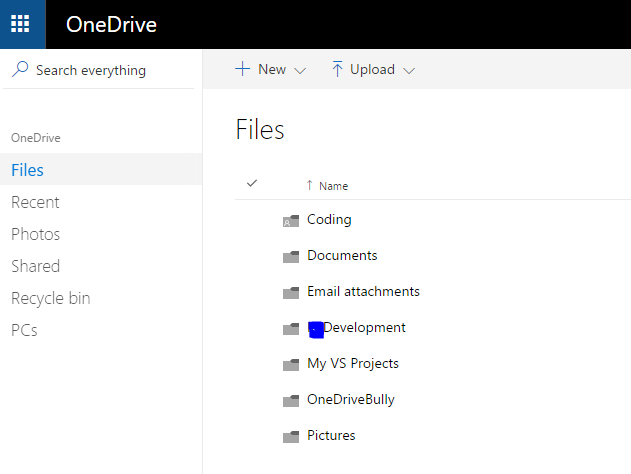 OneDrive
Search everything
New
Upload
OneDrive
Files
Recent
Photos
Shared
Recycle bin
PCs
Files
Name
Coding
Documents
Email attachments
Development
My VS Projects
OneDriveBully
Pictures